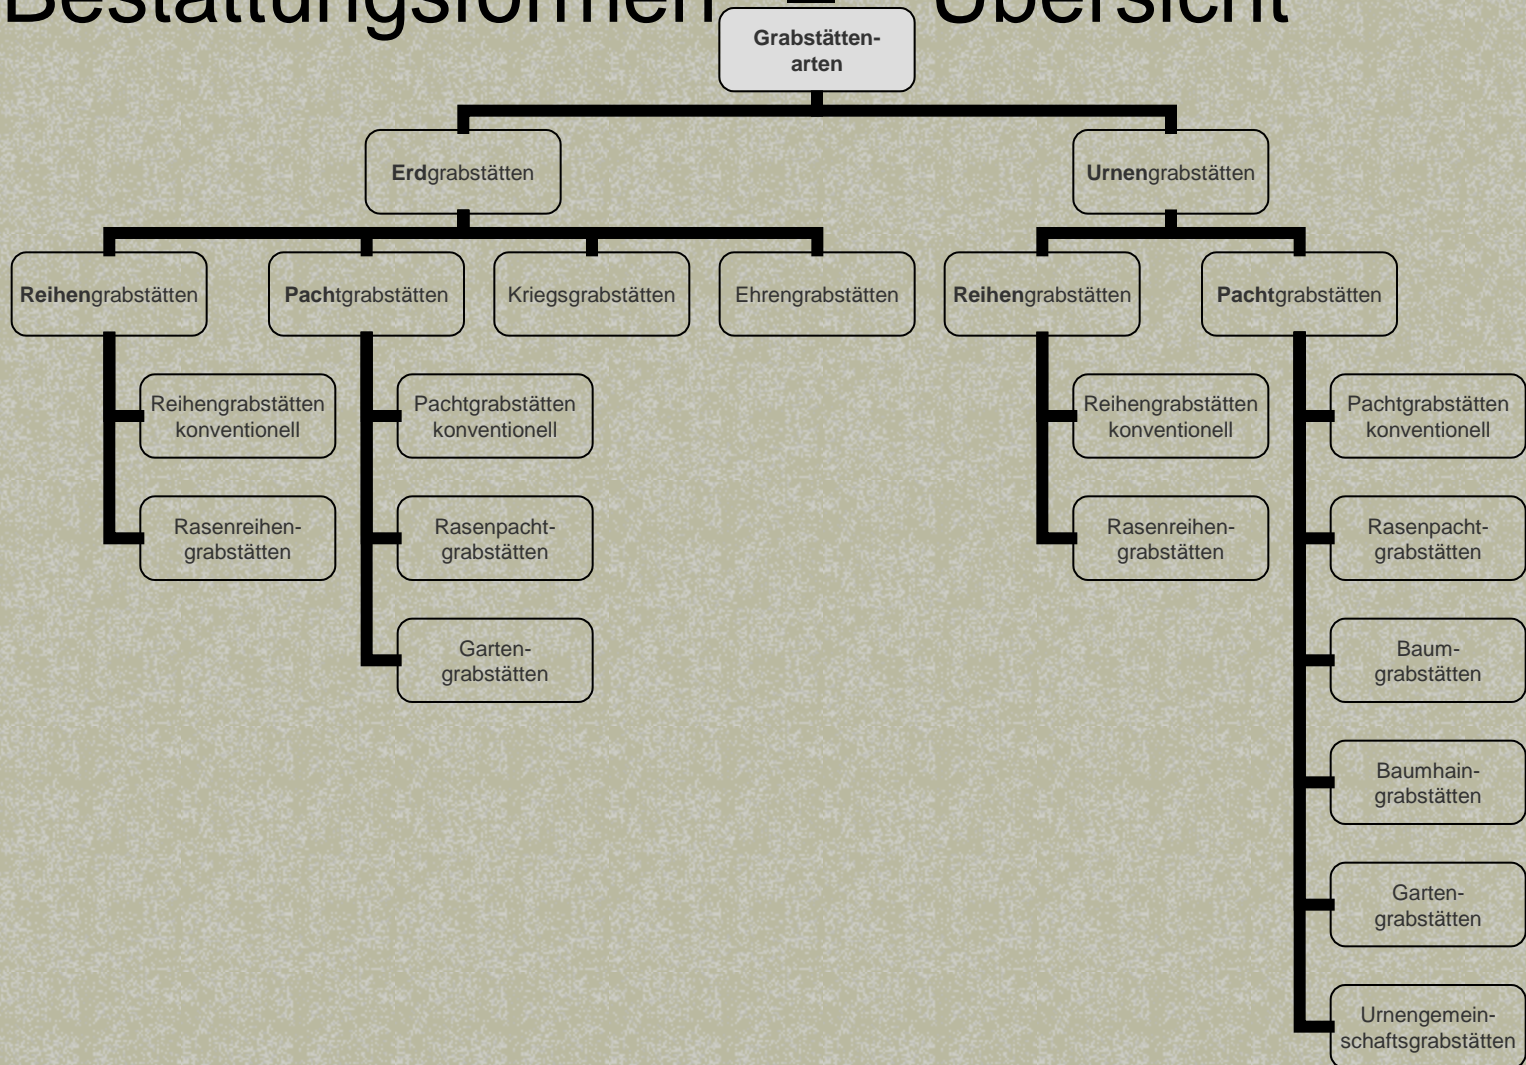 Bestattungsformen – Übersicht
Grabstätten-
arten
Erdgrabstätten
Urnengrabstätten
Reihengrabstätten
Pachtgrabstätten
Kriegsgrabstätten
Ehrengrabstätten
Reihengrabstätten
Pachtgrabstätten
Reihengrabstätten
konventionell
Pachtgrabstätten
konventionell
Reihengrabstätten
konventionell
Pachtgrabstätten
konventionell
Rasenreihen-
grabstätten
Rasenpacht-
grabstätten
Rasenreihen-
grabstätten
Rasenpacht-
grabstätten
Garten-
grabstätten
Baum-
grabstätten
Baumhain-
grabstätten
Garten-
grabstätten
Urnengemein-
schaftsgrabstätten